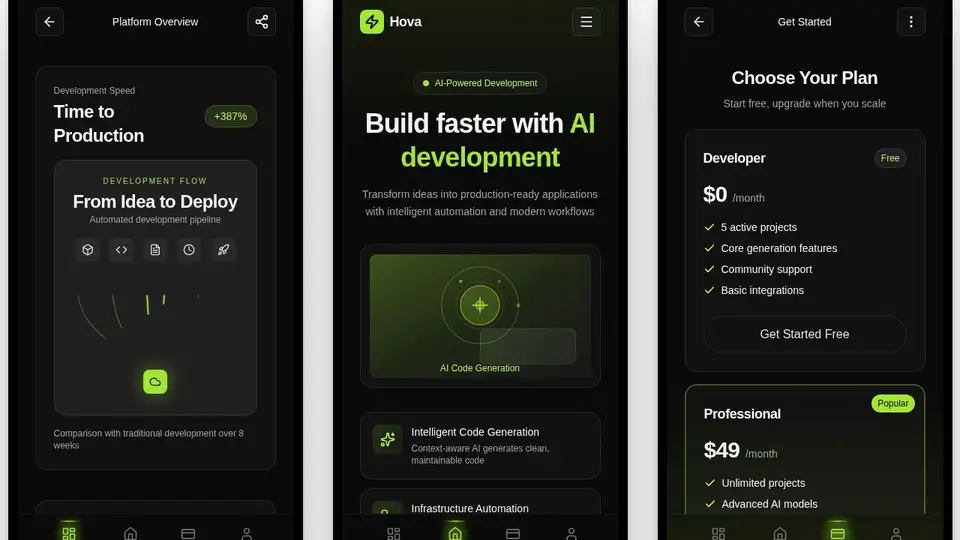 Platform Overview
Development Speed
Time to
Production
+387%
DEVELOPMENT FLOW
From Idea to Deploy
Automated development pipeline
Comparison with traditional development over 8
weeks
Hova
AI-Powered Development
Build faster with AI
development
Transform ideas into production-ready applications
with intelligent automation and modern workflows
AI Code Generation
Intelligent Code Generation
Context-aware AI generates clean,
maintainable code
Infrastructure Automation
Get Started
Choose Your Plan
Start free, upgrade when you scale
Developer
Free
$0 /month
5 active projects
Core generation features
Community support
Basic integrations
Get Started Free
Popular
Professional
$49 /month
Unlimited projects
Advanced AI models